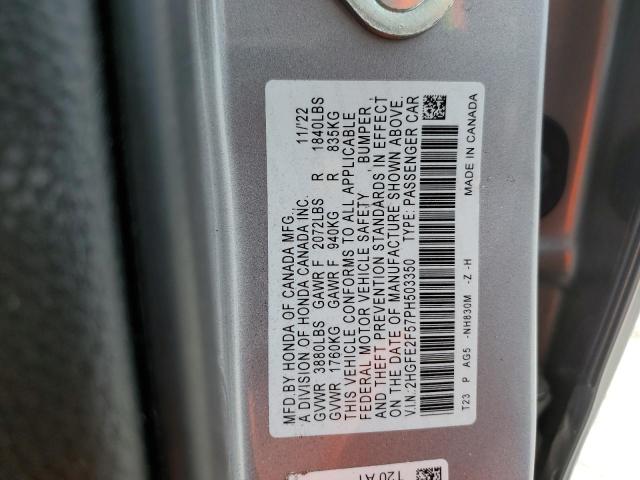 MFD.BY HONDA OF CANADA MFG. 11/'22
A DIVISION OF HONDA CANADA INC.
GVWR 3880LBS GAWR F 2072LBS R 1840LBS
GVWR 1760KG GAWR F 940KG R 835KG
THIS VEHICLE CONFORMS TO ALL APPLICABLE
FEDERAL MOTOR VEHICLE SAFETY, BUMPER,
AND THEFT PREVENTION STANDARDS IN EFFECT
ON THE DATE OF MANUFACTURE SHOWN ABOVE.
V.I.N.:2HGFE2F57PH503350 TYPE: PASSENGER CAR
T23 P AG5 -NH830M -Z -H MADE IN CANADA
T20 A1